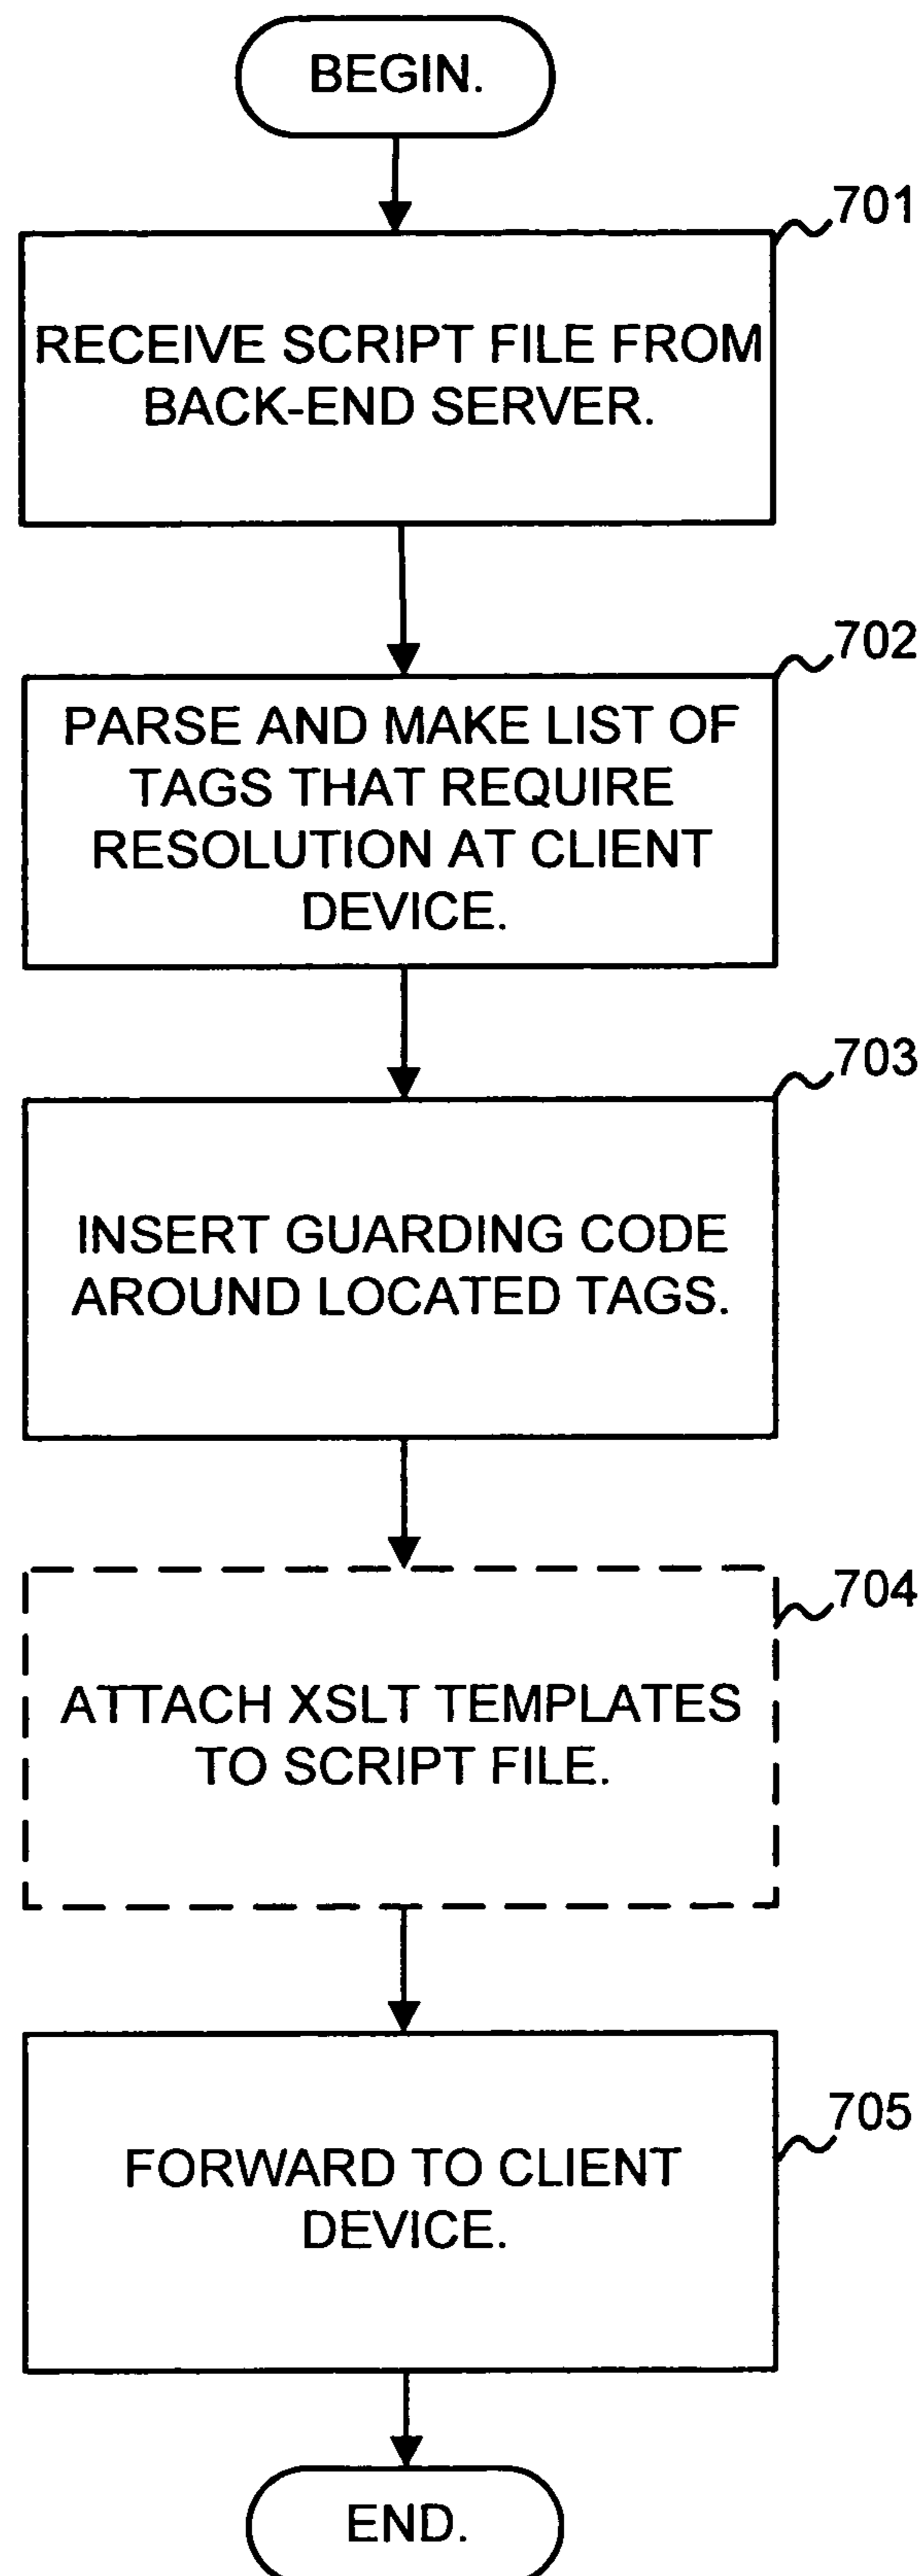 BEGIN.
701
RECEIVE SCRIPT FILE FROM
BACK-END SERVER.
702
PARSE AND MAKE LIST OF
TAGS THAT REQUIRE
RESOLUTION AT CLIENT
DEVICE.
703
INSERT GUARDING CODE
AROUND LOCATED TAGS.
704
ATTACH XSLT TEMPLATES
TO SCRIPT FILE.
705
FORWARD TO CLIENT
DEVICE.
END.